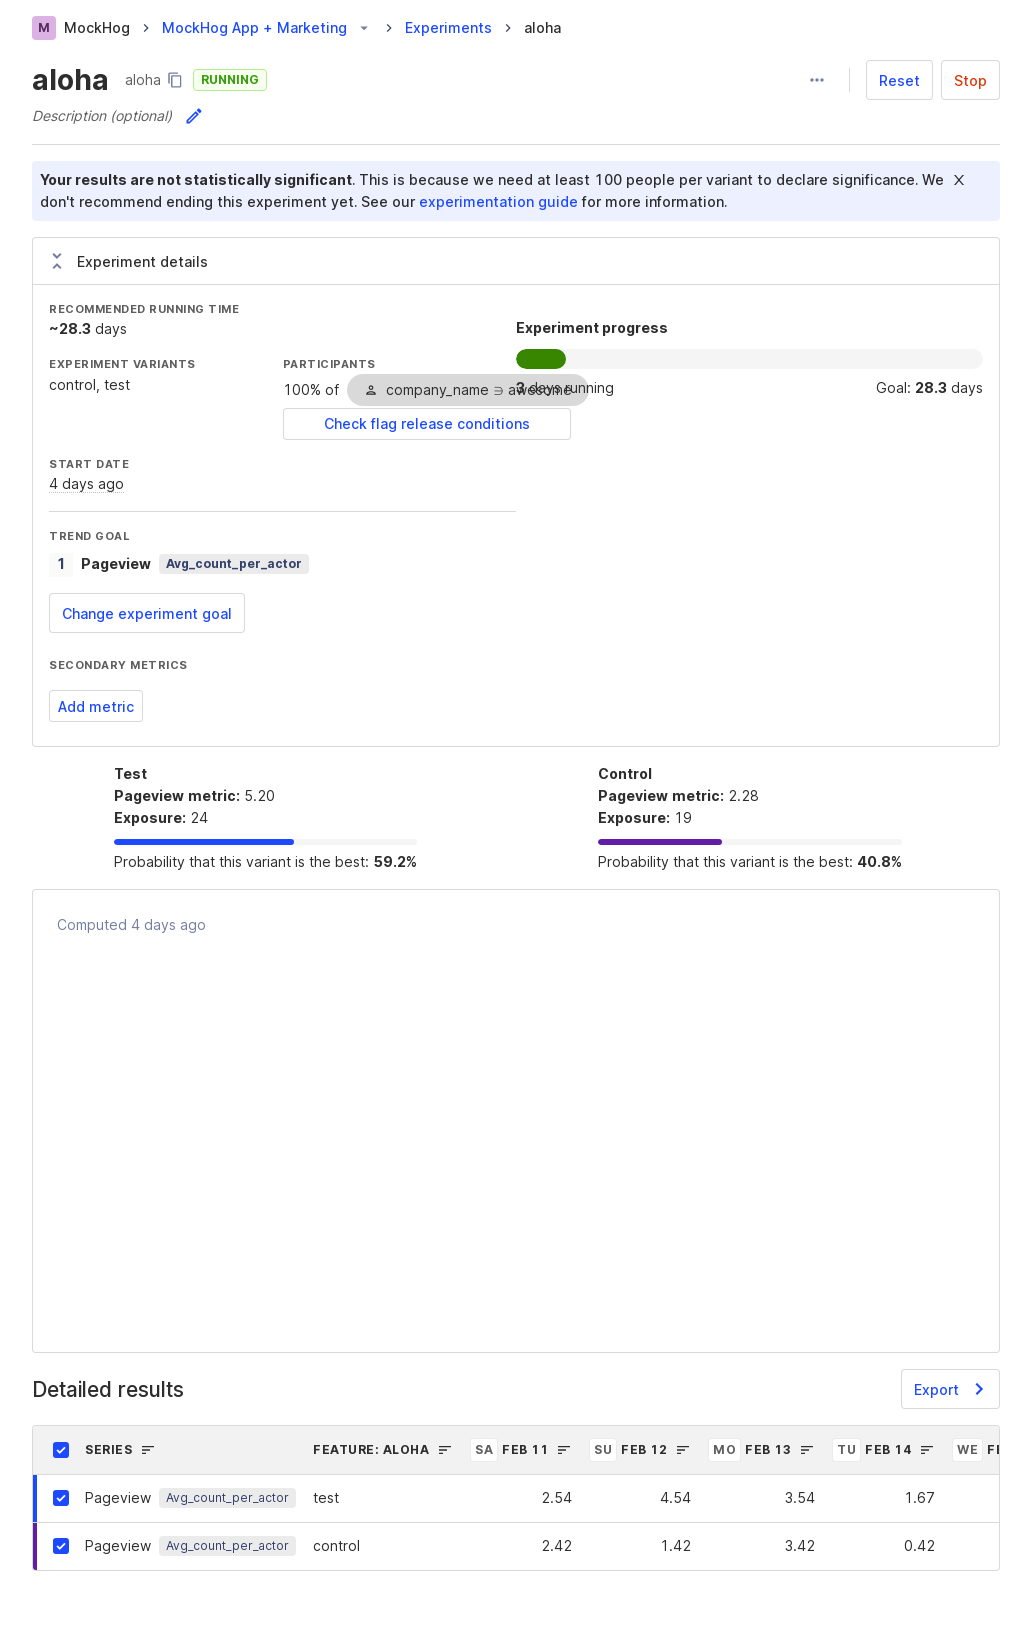 M MockHog > MockHog App + Marketing > Experiments > aloha
aloha aloha RUNNING Reset Stop
Description (optional)
Your results are not statistically significant. This is because we need at least 100 people per variant to declare significance. We
don't recommend ending this experiment yet. See our experimentation guide for more information.
Experiment details
RECOMMENDED RUNNING TIME
~28.3 days
EXPERIMENT VARIANTS
control, test
PARTICIPANTS
100% of company_name ∋ awesome
Check flag release conditions
START DATE
4 days ago
Experiment progress
3 days running Goal: 28.3 days
TREND GOAL
1 Pageview Avg_count_per_actor
Change experiment goal
SECONDARY METRICS
Add metric
Test
Pageview metric: 5.20
Exposure: 24
Probability that this variant is the best: 59.2%
Control
Pageview metric: 2.28
Exposure: 19
Probability that this variant is the best: 40.8%
Computed 4 days ago
Detailed results Export
SERIES FEATURE: ALOHA SA FEB 11 SU FEB 12 MO FEB 13 TU FEB 14 WE
Pageview Avg_count_per_actor test 2.54 4.54 3.54 1.67
Pageview Avg_count_per_actor control 2.42 1.42 3.42 0.42